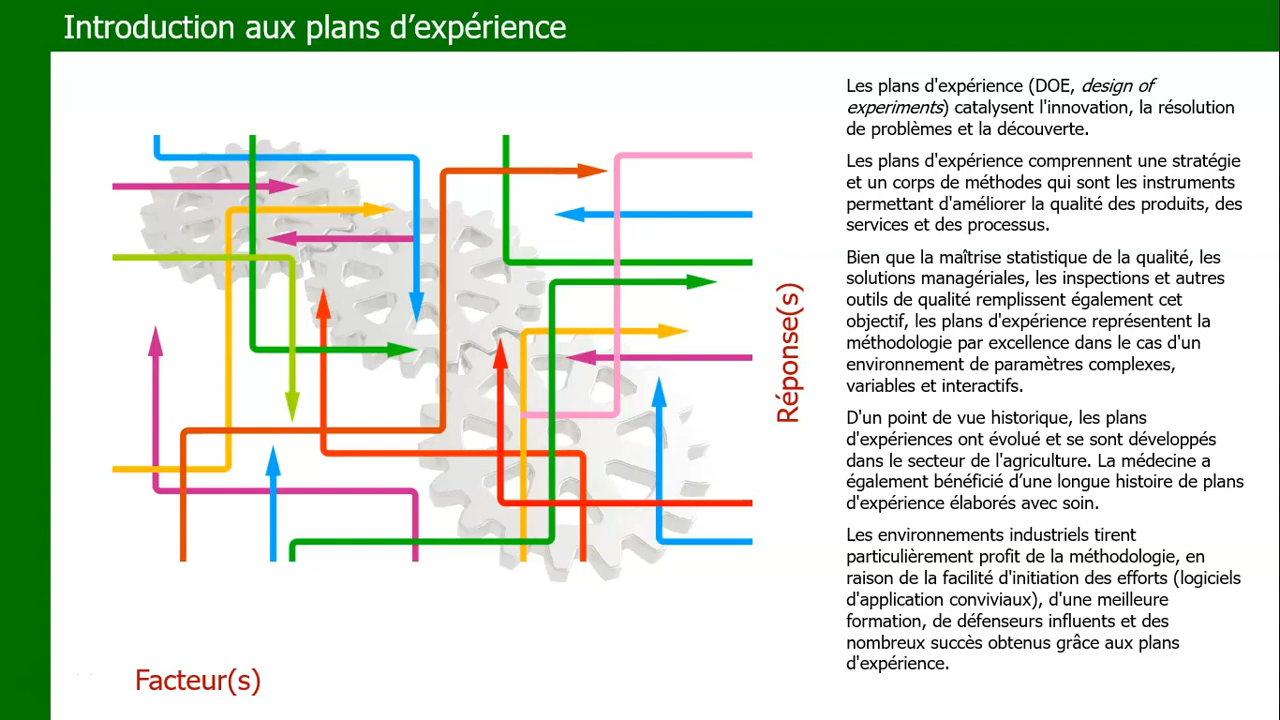 Introduction aux plans d’expérience
Les plans d'expérience (DOE, design of
experiments) catalysent l'innovation, la résolution
de problèmes et la découverte.
Les plans d'expérience comprennent une stratégie
et un corps de méthodes qui sont les instruments
permettant d'améliorer la qualité des produits, des
services et des processus.
Bien que la maîtrise statistique de la qualité, les
solutions managériales, les inspections et autres
outils de qualité remplissent également cet
objectif, les plans d'expérience représentent la
méthodologie par excellence dans le cas d'un
environnement de paramètres complexes,
variables et interactifs.
D'un point de vue historique, les plans
d'expériences ont évolué et se sont développés
dans le secteur de l'agriculture. La médecine a
également bénéficié d’une longue histoire de plans
d'expérience élaborés avec soin.
Les environnements industriels tirent
particulièrement profit de la méthodologie, en
raison de la facilité d'initiation des efforts (logiciels
d'application conviviaux), d'une meilleure
formation, de défenseurs influents et des
nombreux succès obtenus grâce aux plans
d'expérience.
Réponse(s)
Facteur(s)